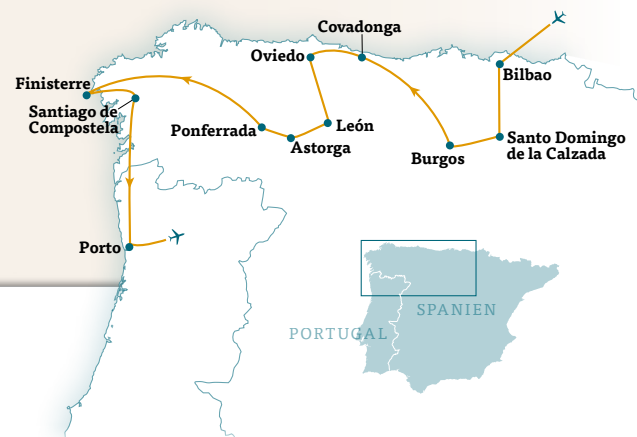 Covadonga
Oviedo
Bilbao
Finisterre
Santiago de
Compostela
Ponferrada
León
Astorga
Santo Domingo
de la Calzada
Burgos
Porto
SPANIEN
PORTUGAL